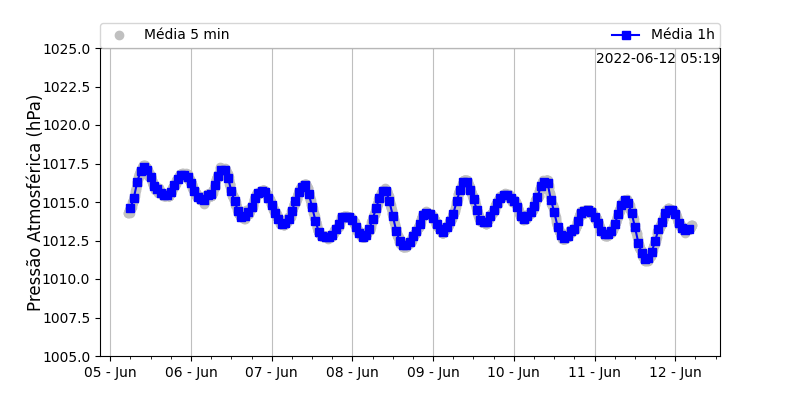 Média 5 min
Média 1h
2022-06-12 05:19
Pressão Atmosférica (hPa)
1025.0
1022.5
1020.0
1017.5
1015.0
1012.5
1010.0
1007.5
1005.0
05 - Jun
06 - Jun
07 - Jun
08 - Jun
09 - Jun
10 - Jun
11 - Jun
12 - Jun